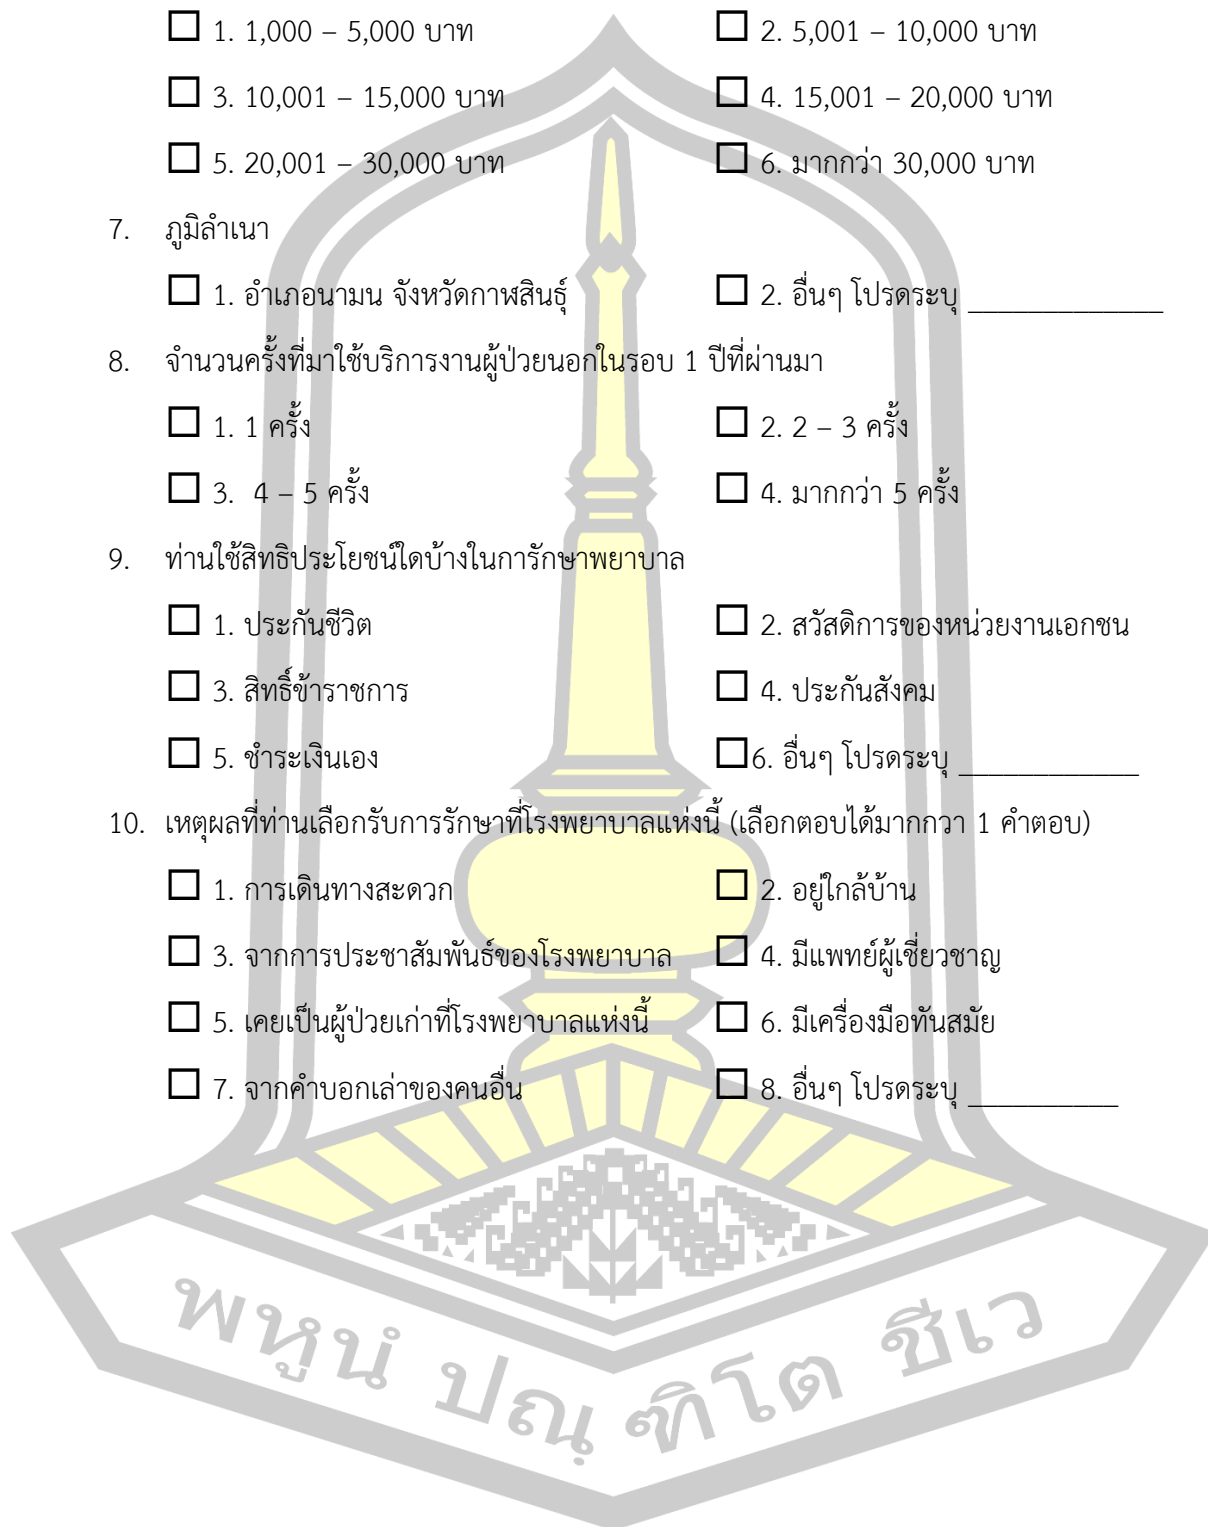 ☐ 1. 1,000 – 5,000 บาท ☐ 2. 5,001 – 10,000 บาท
☐ 3. 10,001 – 15,000 บาท ☐ 4. 15,001 – 20,000 บาท
☐ 5. 20,001 – 30,000 บาท ☐ 6. มากกว่า 30,000 บาท
7. ภูมิลำเนา
☐ 1. อำเภอนามน จังหวัดกาฬสินธุ์ ☐ 2. อื่นๆ โปรดระบุ _____________
8. จำนวนครั้งที่มาใช้บริการงานผู้ป่วยนอกในรอบ 1 ปีที่ผ่านมา
☐ 1. 1 ครั้ง ☐ 2. 2 – 3 ครั้ง
☐ 3. 4 – 5 ครั้ง ☐ 4. มากกว่า 5 ครั้ง
9. ท่านใช้สิทธิประโยชน์ใดบ้างในการักษาพยาบาล
☐ 1. ประกันชีวิต ☐ 2. สวัสดิการของหน่วยงานเอกชน
☐ 3. สิทธิ์ข้าราชการ ☐ 4. ประกันสังคม
☐ 5. ชำระเงินเอง ☐6. อื่นๆ โปรดระบุ ____________
10. เหตุผลที่ท่านเลือกรับการรักษาที่โรงพยาบาลแห่งนี้ (เลือกตอบได้มากกวา 1 คำตอบ)
☐ 1. การเดินทางสะดวก ☐ 2. อยู่ใกล้บ้าน
☐ 3. จากการประชาสัมพันธ์ของโรงพยาบาล ☐ 4. มีแพทย์ผู้เชี่ยวชาญ
☐ 5. เคยเป็นผู้ป่วยเก่าที่โรงพยาบาลแห่งนี้ ☐ 6. มีเครื่องมือทันสมัย
☐ 7. จากคำบอกเล่าของคนอื่น ☐ 8. อื่นๆ โปรดระบุ __________
พหูนํ ปณฺฑิโต ชีเว